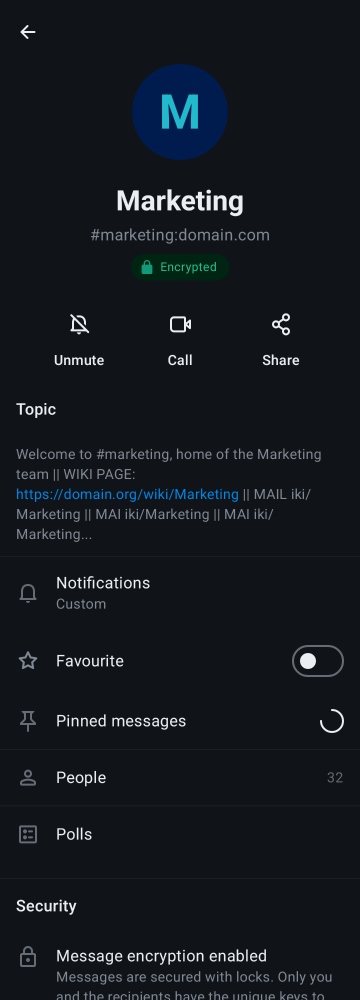 M
Marketing
#marketing:domain.com
Encrypted
Unmute
Call
Share
Topic
Welcome to #marketing, home of the Marketing
team || WIKI PAGE:
https://domain.org/wiki/Marketing || MAIL iki/
Marketing || MAI iki/Marketing || MAI iki/
Marketing...
Notifications
Custom
Favourite
Pinned messages
People
32
Polls
Security
Message encryption enabled
Messages are secured with locks. Only you
and the recipients have the unique keys to